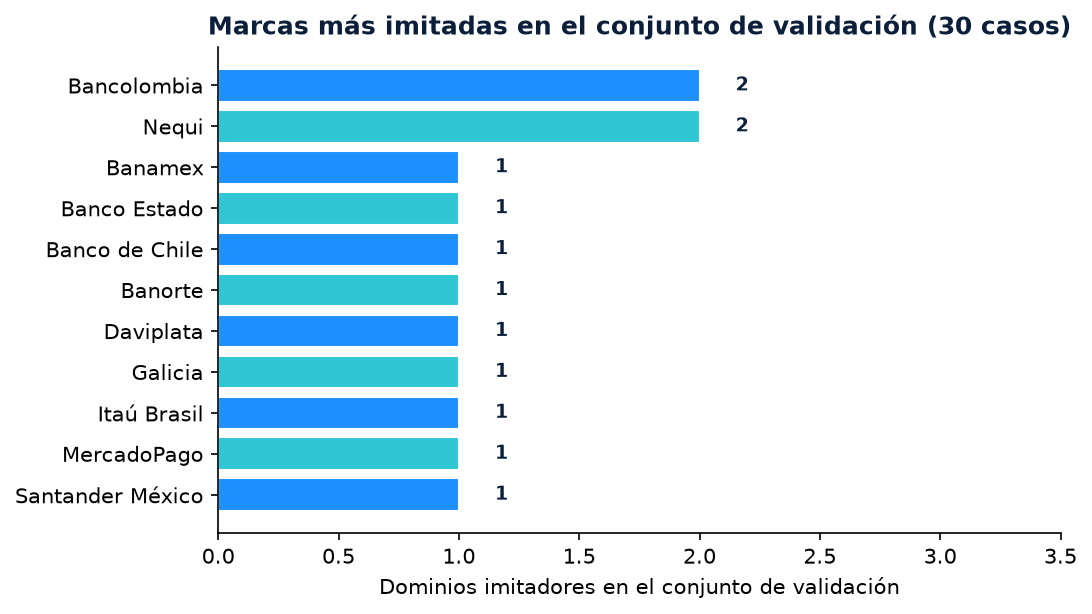 Marcas más imitadas en el conjunto de validación (30 casos)
Bancolombia 2
Nequi 2
Banamex 1
Banco Estado 1
Banco de Chile 1
Banorte 1
Daviplata 1
Galicia 1
Itaú Brasil 1
MercadoPago 1
Santander México 1
0.0 0.5 1.0 1.5 2.0 2.5 3.0 3.5
Dominios imitadores en el conjunto de validación